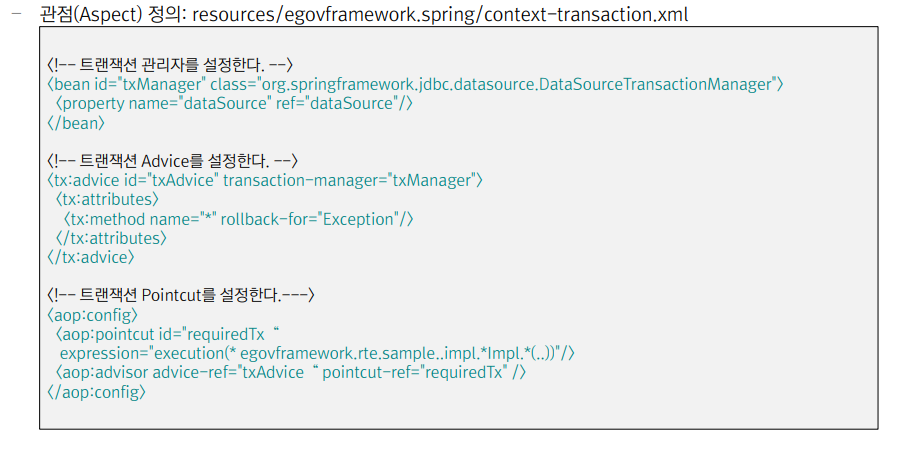 – 관점(Aspect) 정의: resources/egovframework.spring/context-transaction.xml
<!-- 트랜잭션 관리자를 설정한다. -->
<bean id="txManager" class="org.springframework.jdbc.datasource.DataSourceTransactionManager">
<property name="dataSource" ref="dataSource"/>
</bean>
<!-- 트랜잭션 Advice를 설정한다. -->
<tx:advice id="txAdvice" transaction-manager="txManager">
<tx:attributes>
<tx:method name="*" rollback-for="Exception"/>
</tx:attributes>
</tx:advice>
<!-- 트랜잭션 Pointcut를 설정한다.--->
<aop:config>
<aop:pointcut id="requiredTx “
expression="execution(* egovframework.rte.sample..impl.*Impl.*(..))"/>
<aop:advisor advice-ref="txAdvice “ pointcut-ref="requiredTx" />
</aop:config>